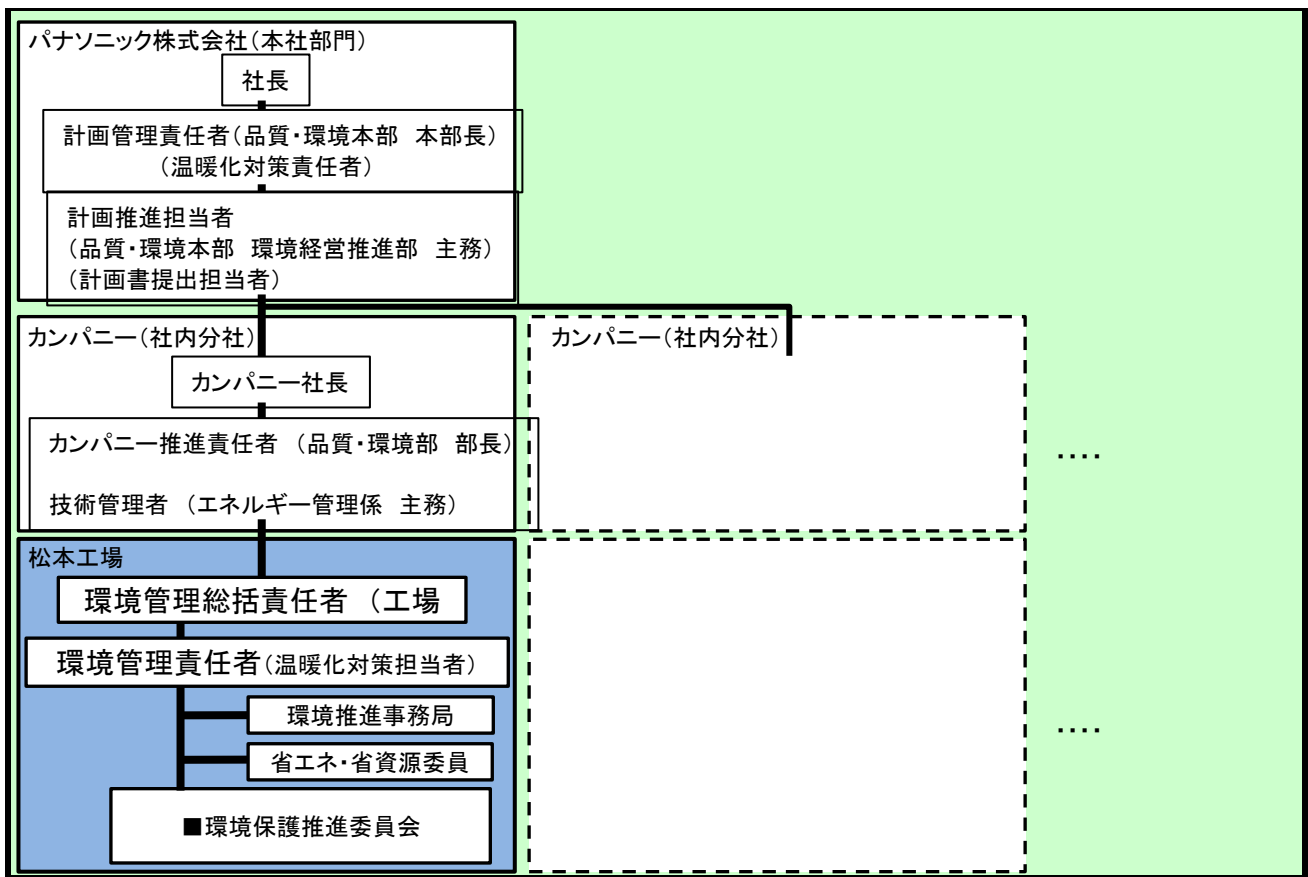 パナソニック株式会社(本社部門)
社長
計画管理責任者(品質・環境本部　本部長)
(温暖化対策責任者)
計画推進担当者
(品質・環境本部　環境経営推進部　主務)
(計画書提出担当者)
カンパニー(社内分社)
カンパニー社長
カンパニー推進責任者　(品質・環境部　部長)
技術管理者　(エネルギー管理係　主務)
カンパニー(社内分社)
‥‥
松本工場
環境管理総括責任者　(工場
環境管理責任者(温暖化対策担当者)
環境推進事務局
省エネ・省資源委員
■環境保護推進委員会
‥‥